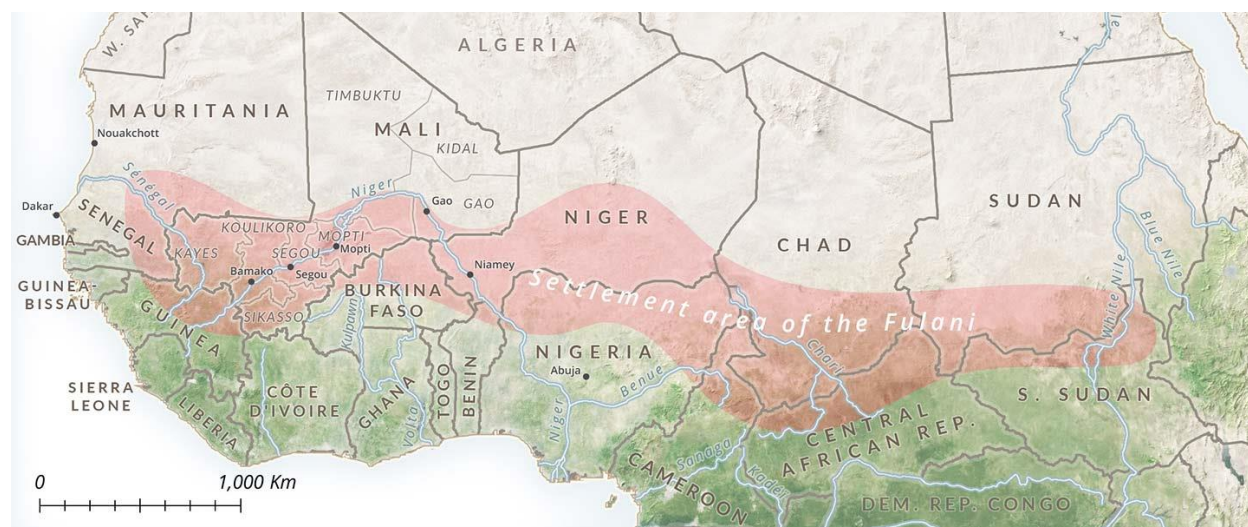 W. SA
ALGERIA
MAURITANIA
Nouakchott
TIMBUKTU
MALI
KIDAL
Sénégal
Niger
Gao
GAO
NIGER
CHAD
SUDAN
Blue Nile
White Nile
Dakar
SENEGAL
GAMBIA
KOULIKORO
KAYES
MOPTI
Mopti
SEGOU
Segou
Bamako
Niamey
GUINEA-
BISSAU
GUINEA
SIKASSO
BURKINA
FASO
Kulpawn
Settlement area of the Fulani
Chari
NIGERIA
Abuja
Benue
Niger
SIERRA
LEONE
LIBERIA
CÔTE
D'IVOIRE
GHANA
Volta
TOGO
BENIN
CAMEROON
Sanaga
Kadeï
CENTRAL
AFRICAN REP.
S. SUDAN
DEM. REP. CONGO
0 1,000 Km